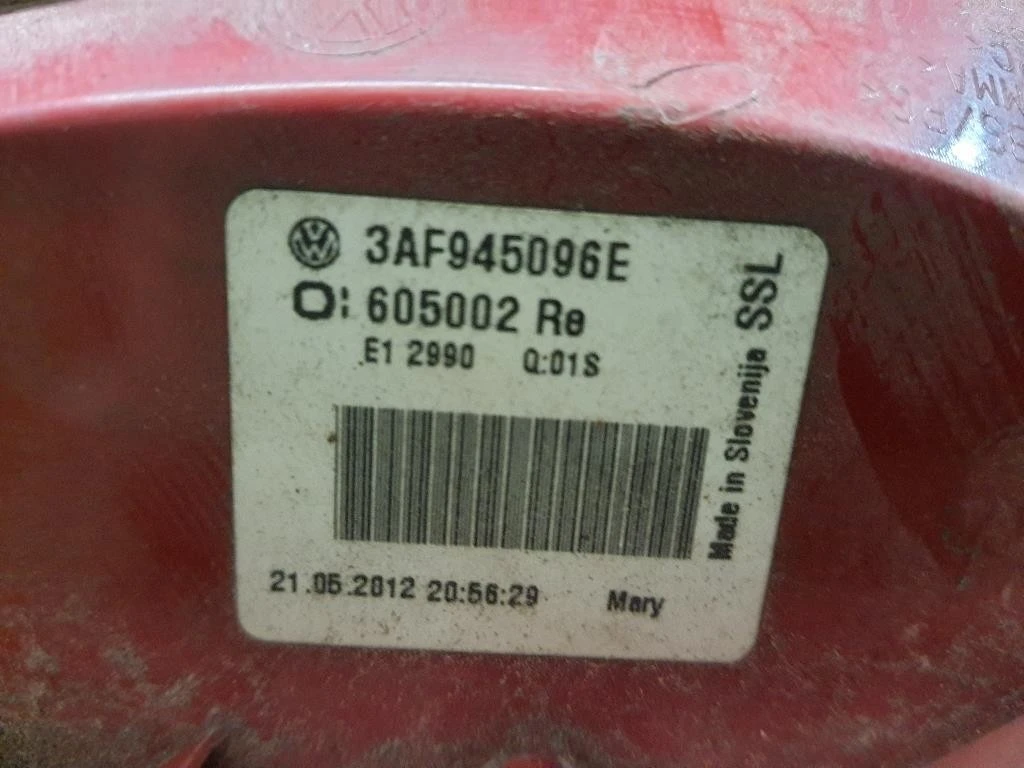 3AF945096E
O: 605002 Re
E1 2990 Q:01S
21.05.2012 20:56:29 Mary
Made in Slovenija SSL